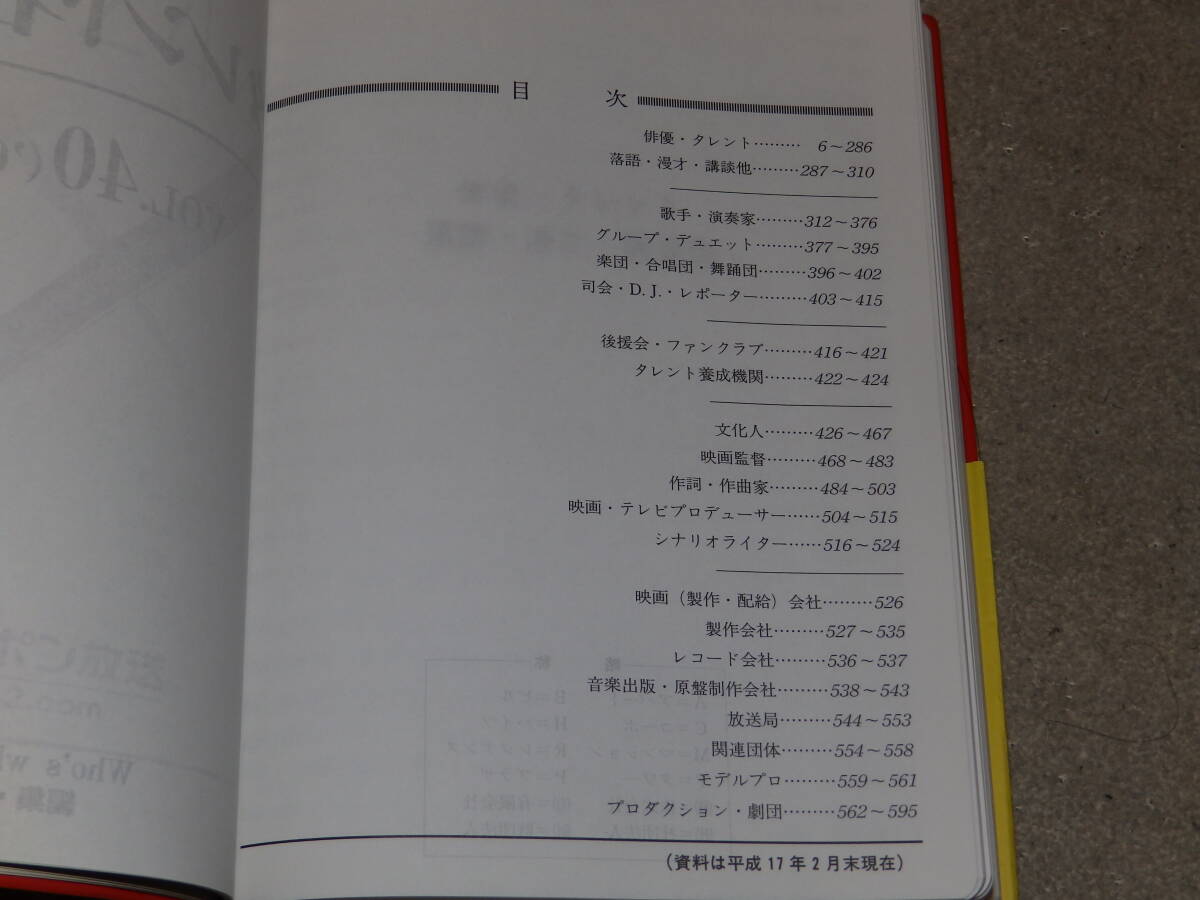 目　次
俳優・タレント………　6～286
落語・漫才・講談他………287～310
歌手・演奏家………312～376
グループ・デュエット………377～395
楽団・合唱団・舞踊団………396～402
司会・D. J.・レポーター………403～415
後援会・ファンクラブ………416～421
タレント養成機関………422～424
文化人………426～467
映画監督………468～483
作詞・作曲家………484～503
映画・テレビプロデューサー……504～515
シナリオライター……516～524
映画（製作・配給）会社………526
製作会社………527～535
レコード会社………536～537
音楽出版・原盤制作会社………538～543
放送局………544～553
関連団体………554～558
モデルプロ………559～561
プロダクション・劇団………562～595
（資料は平成 17 年 2 月末現在）